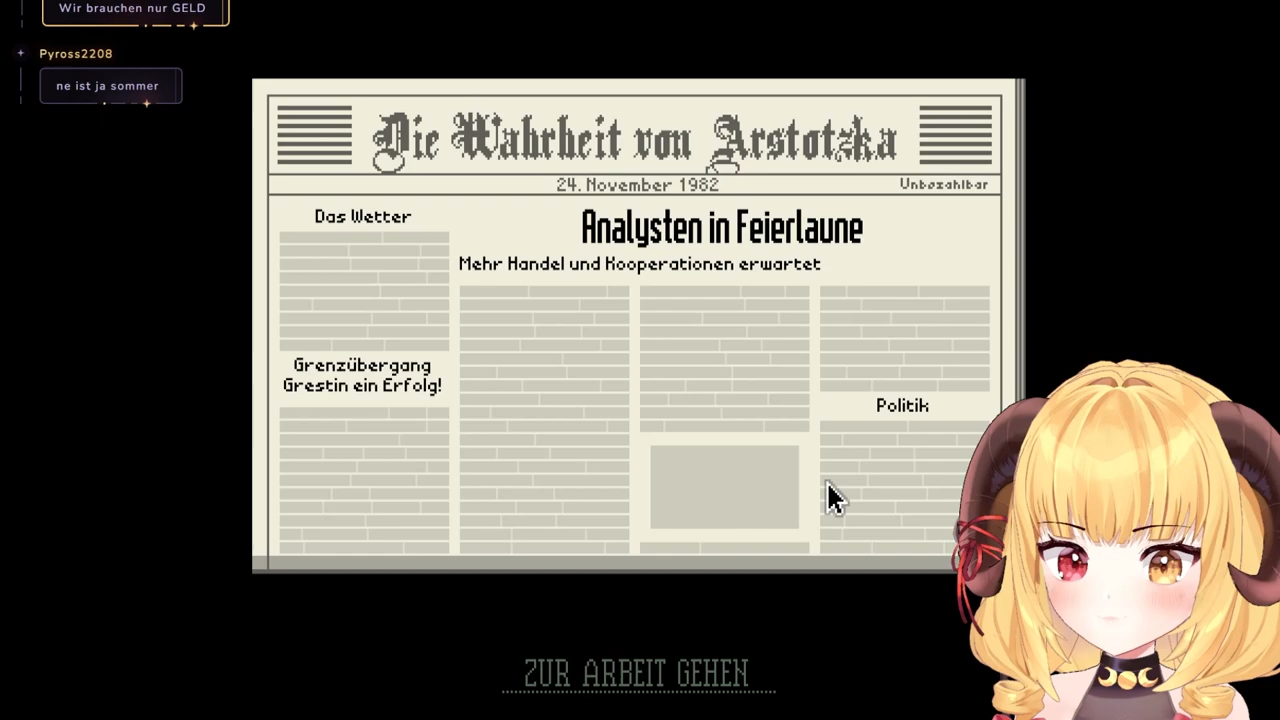 Wir brauchen nur GELD
Pyross2208
ne ist ja sommer
Die Wahrheit von Arstotzka
24. November 1982
Unbezahlbar
Das Wetter
Grenzübergang
Grestin ein Erfolg!
Analysten in Feierlaune
Mehr Handel und Kooperationen erwartet
Politik
ZUR ARBEIT GEHEN